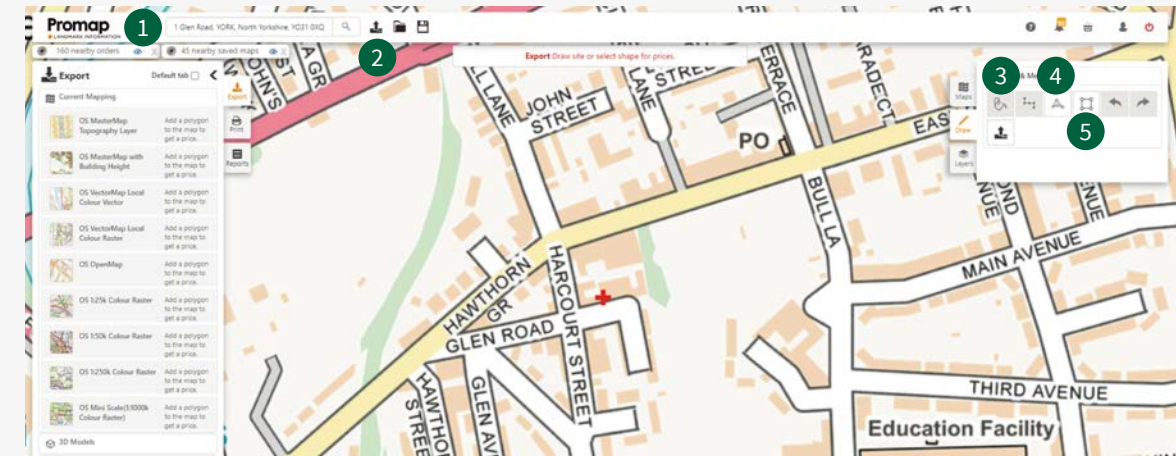 Promap
LANDMARK INFORMATION
1
1 Glen Road, YORK, North Yorkshire, YO31 0XQ
160 nearby orders
x
45 nearby saved maps
x
2
Export Draw site or select shape for prices.
3
4
5
Export
Default tab
Current Mapping
OS MasterMap
Topography Layer
Add a polygon
to the map to
get a price.
OS MasterMap with
Building Height
Add a polygon
to the map to
get a price.
OS VectorMap Local
Colour Vector
Add a polygon
to the map to
get a price.
OS VectorMap Local
Colour Raster
Add a polygon
to the map to
get a price.
OS OpenMap
Add a polygon
to the map to
get a price.
OS 1:25k Colour Raster
Add a polygon
to the map to
get a price.
OS 1:50k Colour Raster
Add a polygon
to the map to
get a price.
OS 1:250k Colour Raster
Add a polygon
to the map to
get a price.
OS Mini Scale(1:1000k
Colour Raster)
Add a polygon
to the map to
get a price.
3D Models
Export
Print
Reports
Maps
Draw
Layers
JOHN
STREET
PO
EAST
BULL LA
MAIN AVENUE
HAWTHORN
GR
HARCOURT STREET
GLEN ROAD
GLEN AV
THIRD AVENUE
Education Facility